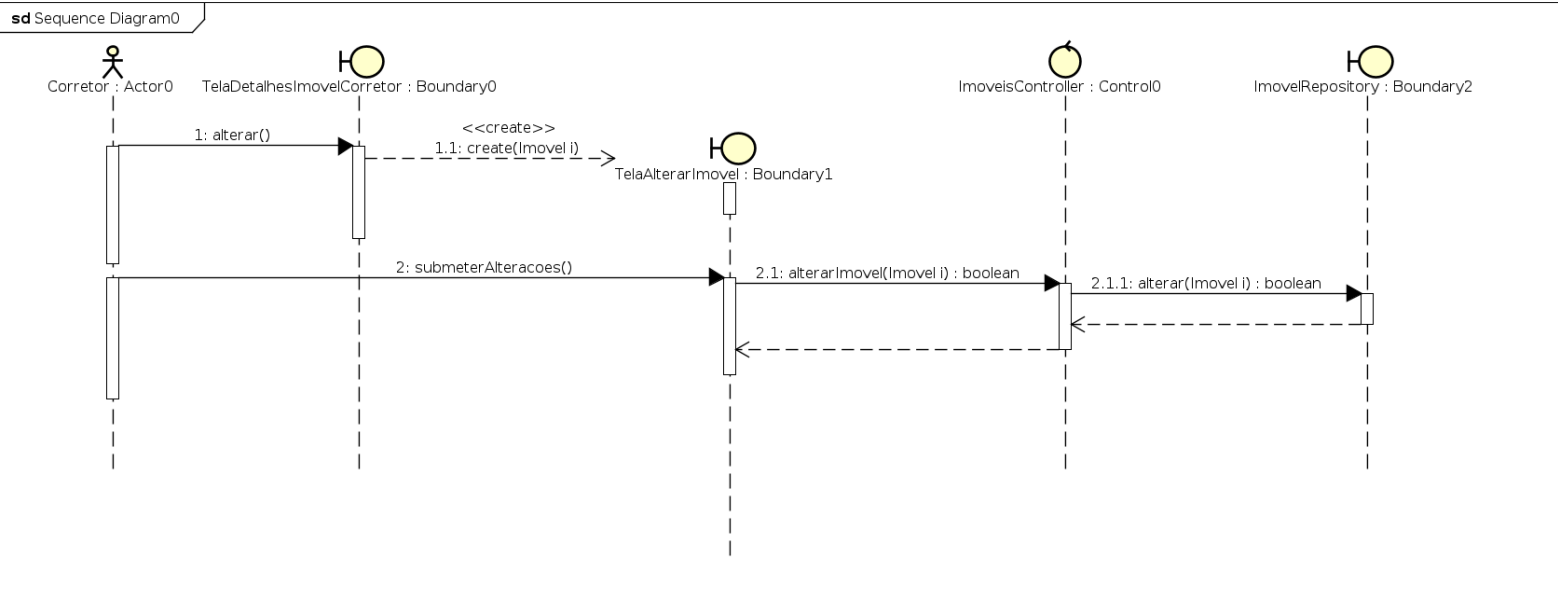 sd Sequence Diagram0
Corretor : Actor0
TelaDetalhesImovelCorretor : Boundary0
ImoveisController : Control0
ImovelRepository : Boundary2
1: alterar()
<<create>>
1.1: create(Imovel i)
TelaAlterarImovel : Boundary1
2: submeterAlteracoes()
2.1: alterarImovel(Imovel i) : boolean
2.1.1: alterar(Imovel i) : boolean